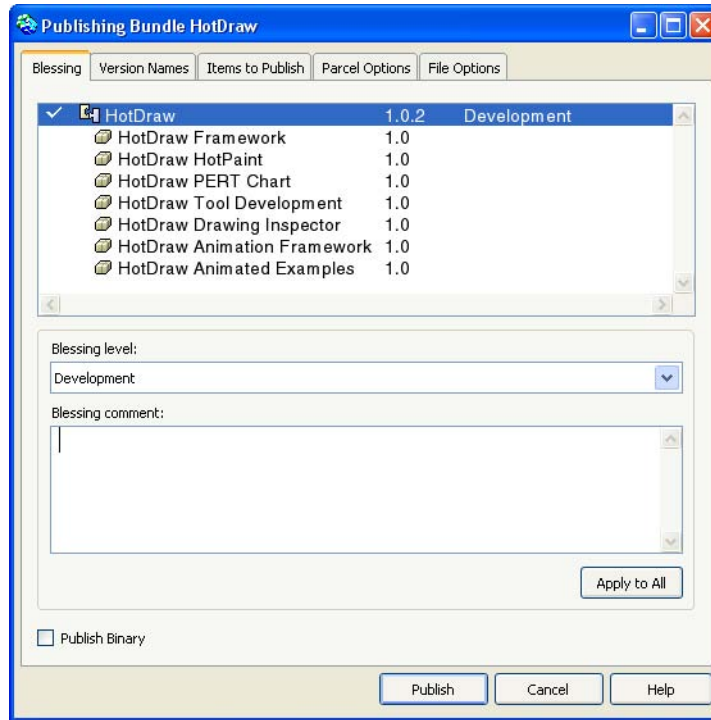 Publishing Bundle HotDraw
Blessing Version Names Items to Publish Parcel Options File Options
HotDraw 1.0.2 Development
HotDraw Framework 1.0
HotDraw HotPaint 1.0
HotDraw PERT Chart 1.0
HotDraw Tool Development 1.0
HotDraw Drawing Inspector 1.0
HotDraw Animation Framework 1.0
HotDraw Animated Examples 1.0
Blessing level:
Development
Blessing comment:
Apply to All
Publish Binary
Publish Cancel Help